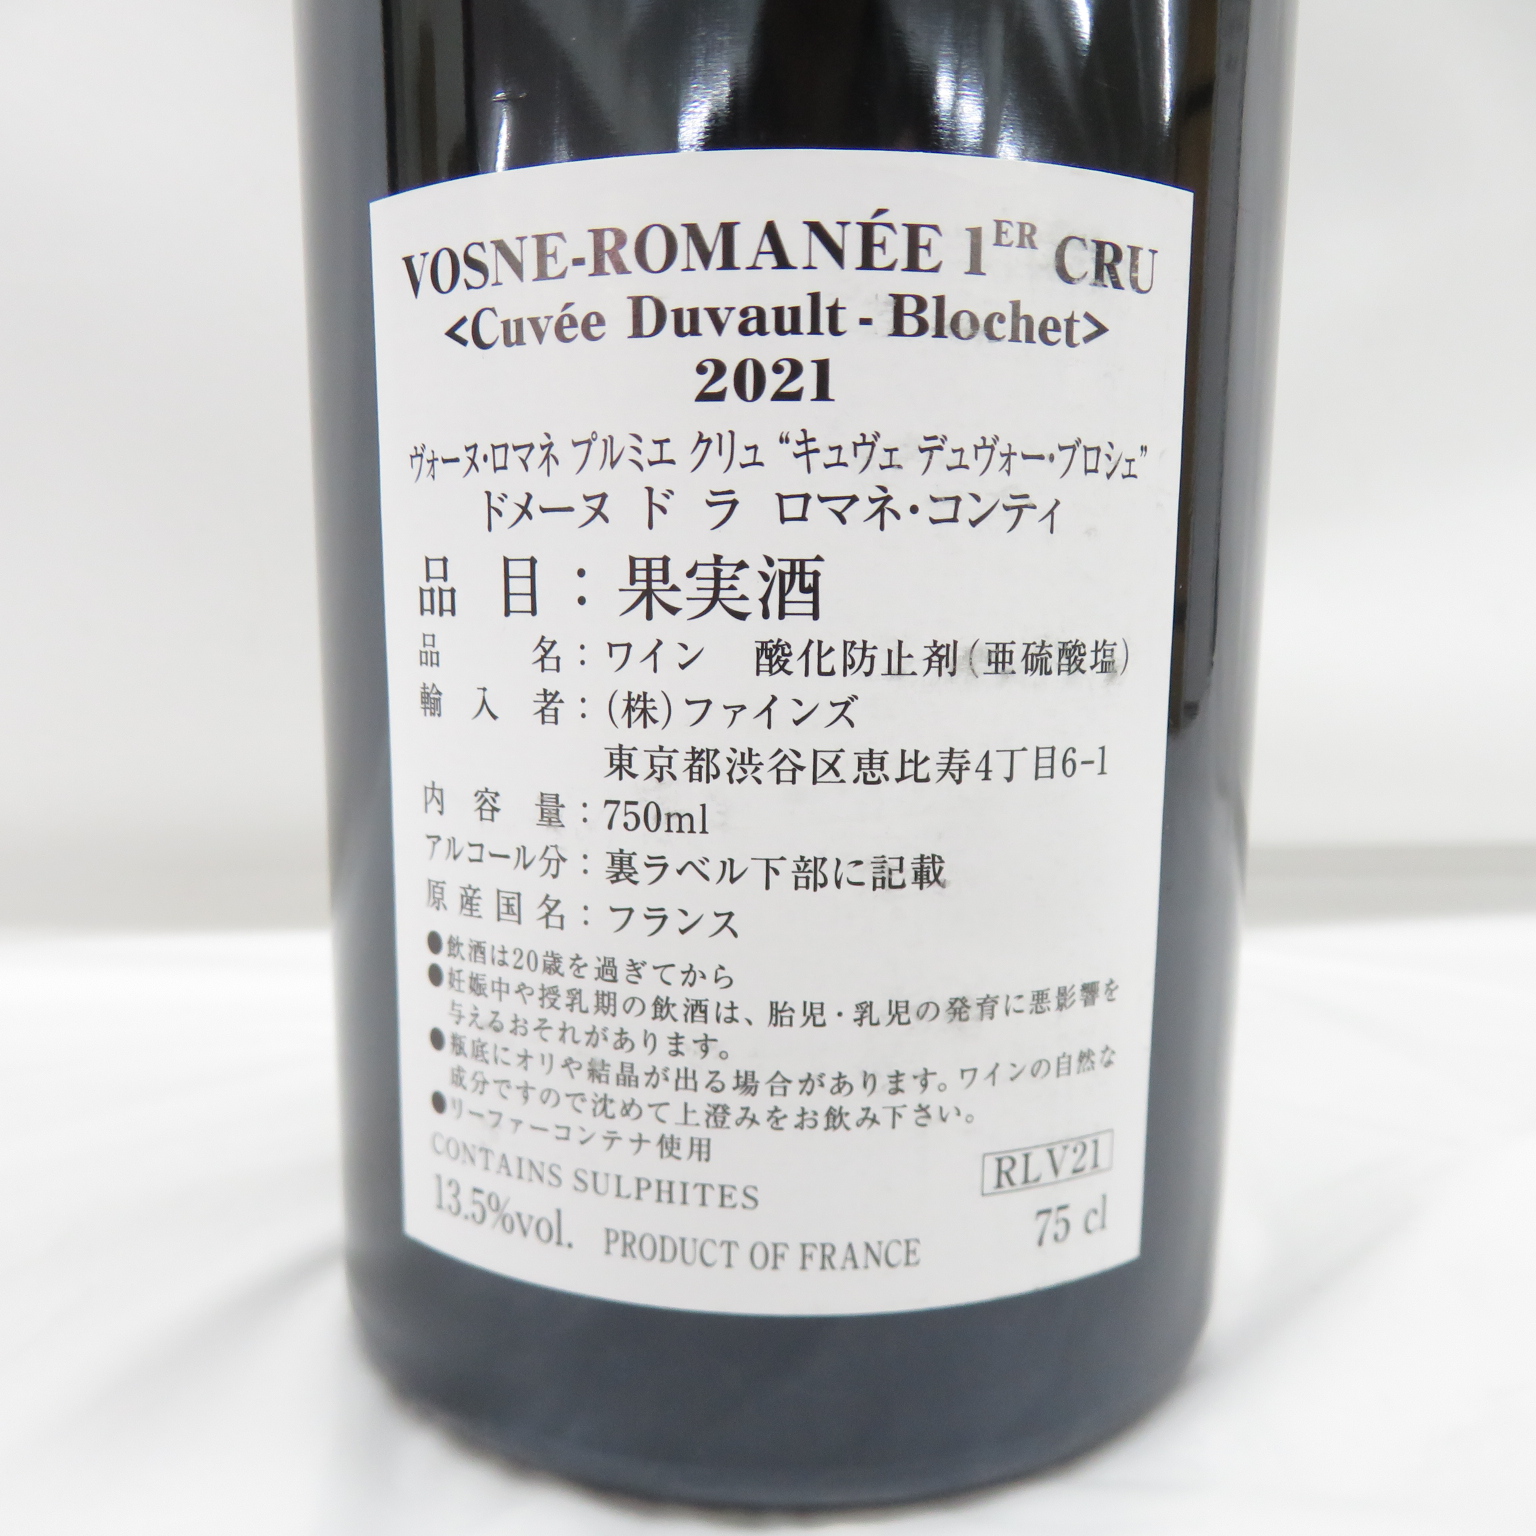 VOSNE-ROMANÉE 1ER CRU
<Cuvée Duvault - Blochet>
2021
ヴォーヌ・ロマネ プルミエ クリュ “キュヴェ デュヴォー・ブロシェ”
ドメーヌ ド ラ ロマネ・コンティ
品目：果実酒
品名：ワイン 酸化防止剤(亜硫酸塩)
輸入者：(株)ファインズ
東京都渋谷区恵比寿4丁目6-1
内容量：750ml
アルコール分：裏ラベル下部に記載
原産国名：フランス
●飲酒は20歳を過ぎてから
●妊娠中や授乳期の飲酒は、胎児・乳児の発育に悪影響を
与えるおそれがあります。
●瓶底にオリや結晶が出る場合があります。ワインの自然な
成分ですので沈めて上澄みをお飲み下さい。
●リーファーコンテナ使用
CONTAINS SULPHITES
RLV21
13.5%vol. PRODUCT OF FRANCE 75 cl